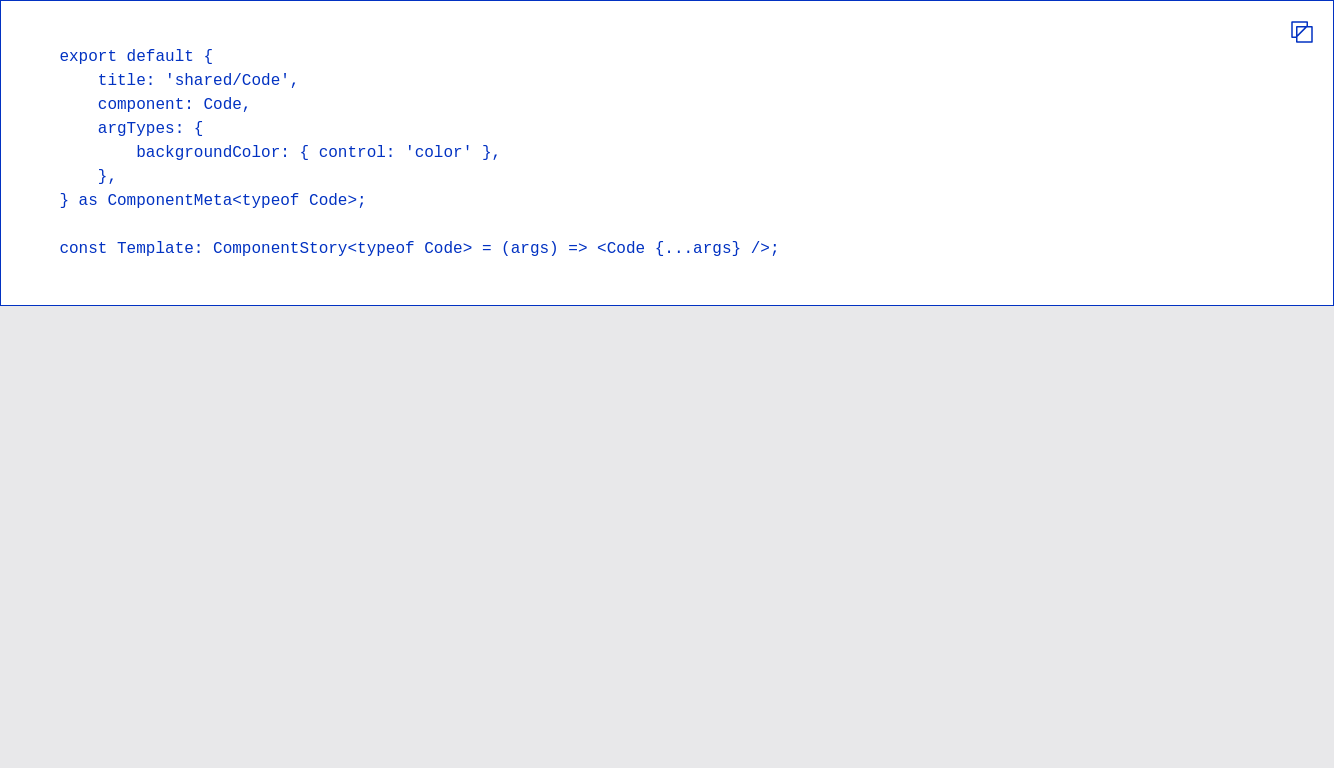 export default {
    title: 'shared/Code',
    component: Code,
    argTypes: {
        backgroundColor: { control: 'color' },
    },
} as ComponentMeta<typeof Code>;

const Template: ComponentStory<typeof Code> = (args) => <Code {...args} />;